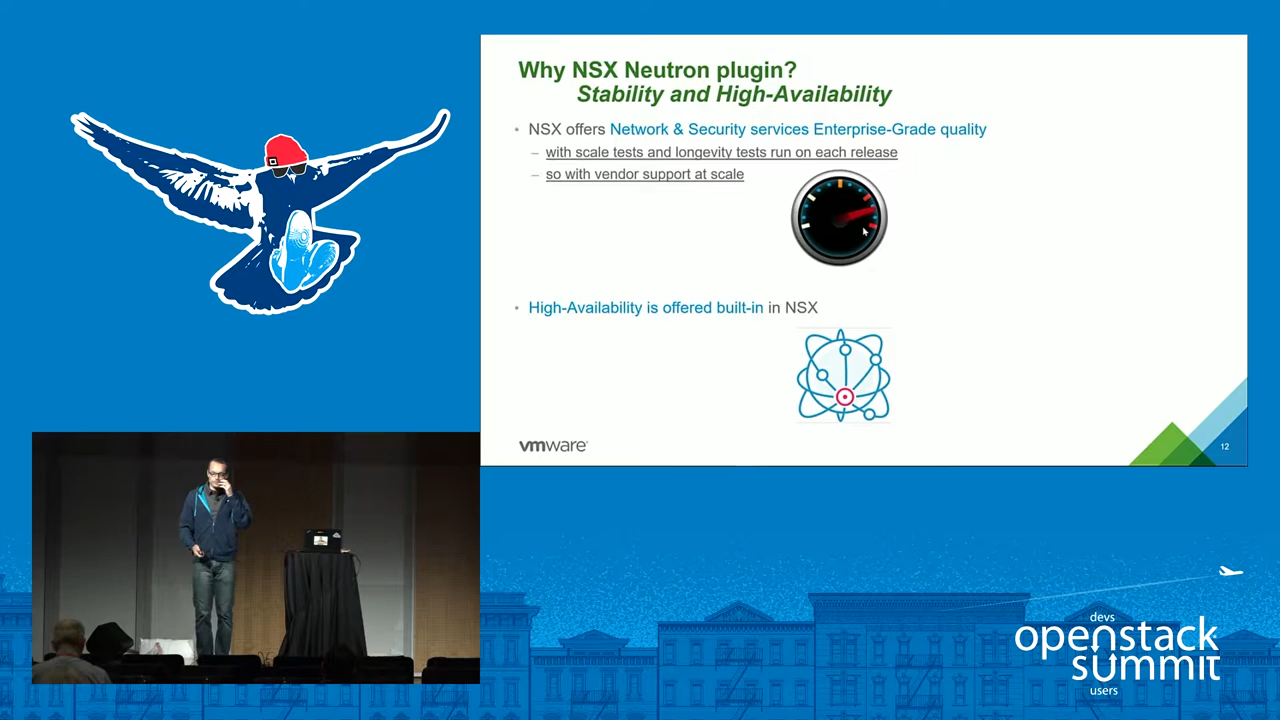 Why NSX Neutron plugin?
Stability and High-Availability
• NSX offers Network & Security services Enterprise-Grade quality
– with scale tests and longevity tests run on each release
– so with vendor support at scale
• High-Availability is offered built-in in NSX
vmware
12
devs
openstack
summit
users